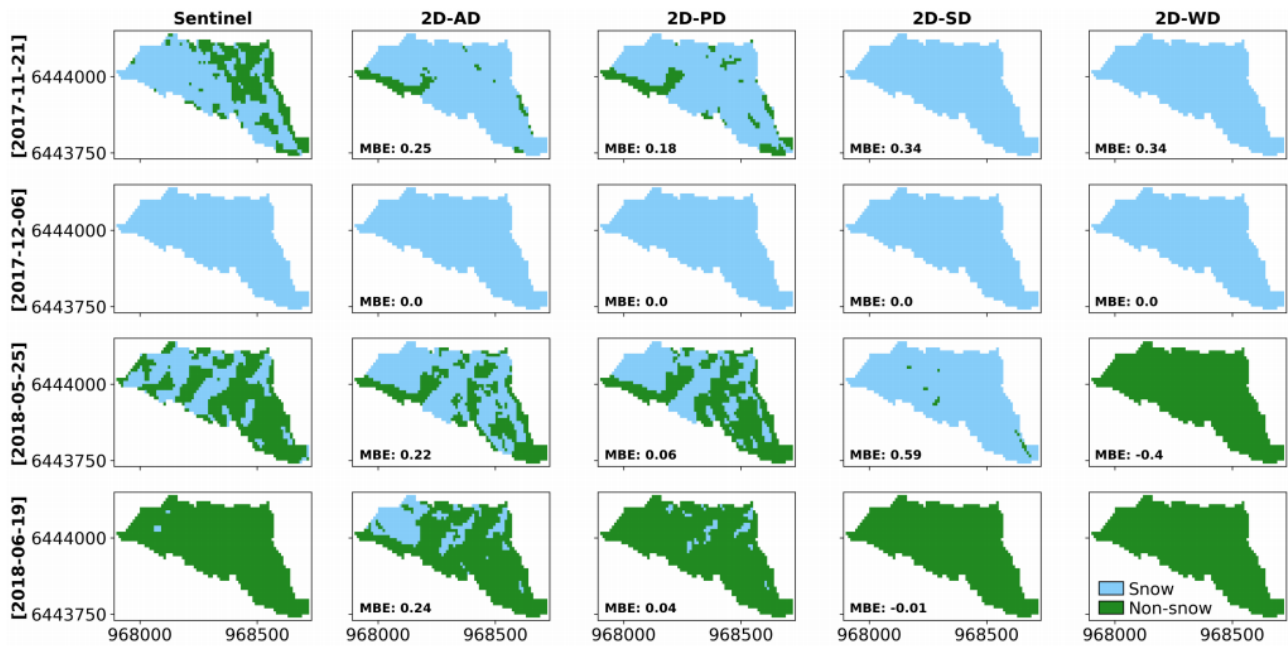 Sentinel 2D-AD 2D-PD 2D-SD 2D-WD
[2017-11-21]
6444000
6443750
MBE: 0.25 MBE: 0.18 MBE: 0.34 MBE: 0.34
[2017-12-06]
6444000
6443750
MBE: 0.0 MBE: 0.0 MBE: 0.0 MBE: 0.0
[2018-05-25]
6444000
6443750
MBE: 0.22 MBE: 0.06 MBE: 0.59 MBE: -0.4
[2018-06-19]
6444000
6443750
MBE: 0.24 MBE: 0.04 MBE: -0.01
Snow
Non-snow
968000 968500 968000 968500 968000 968500 968000 968500 968000 968500